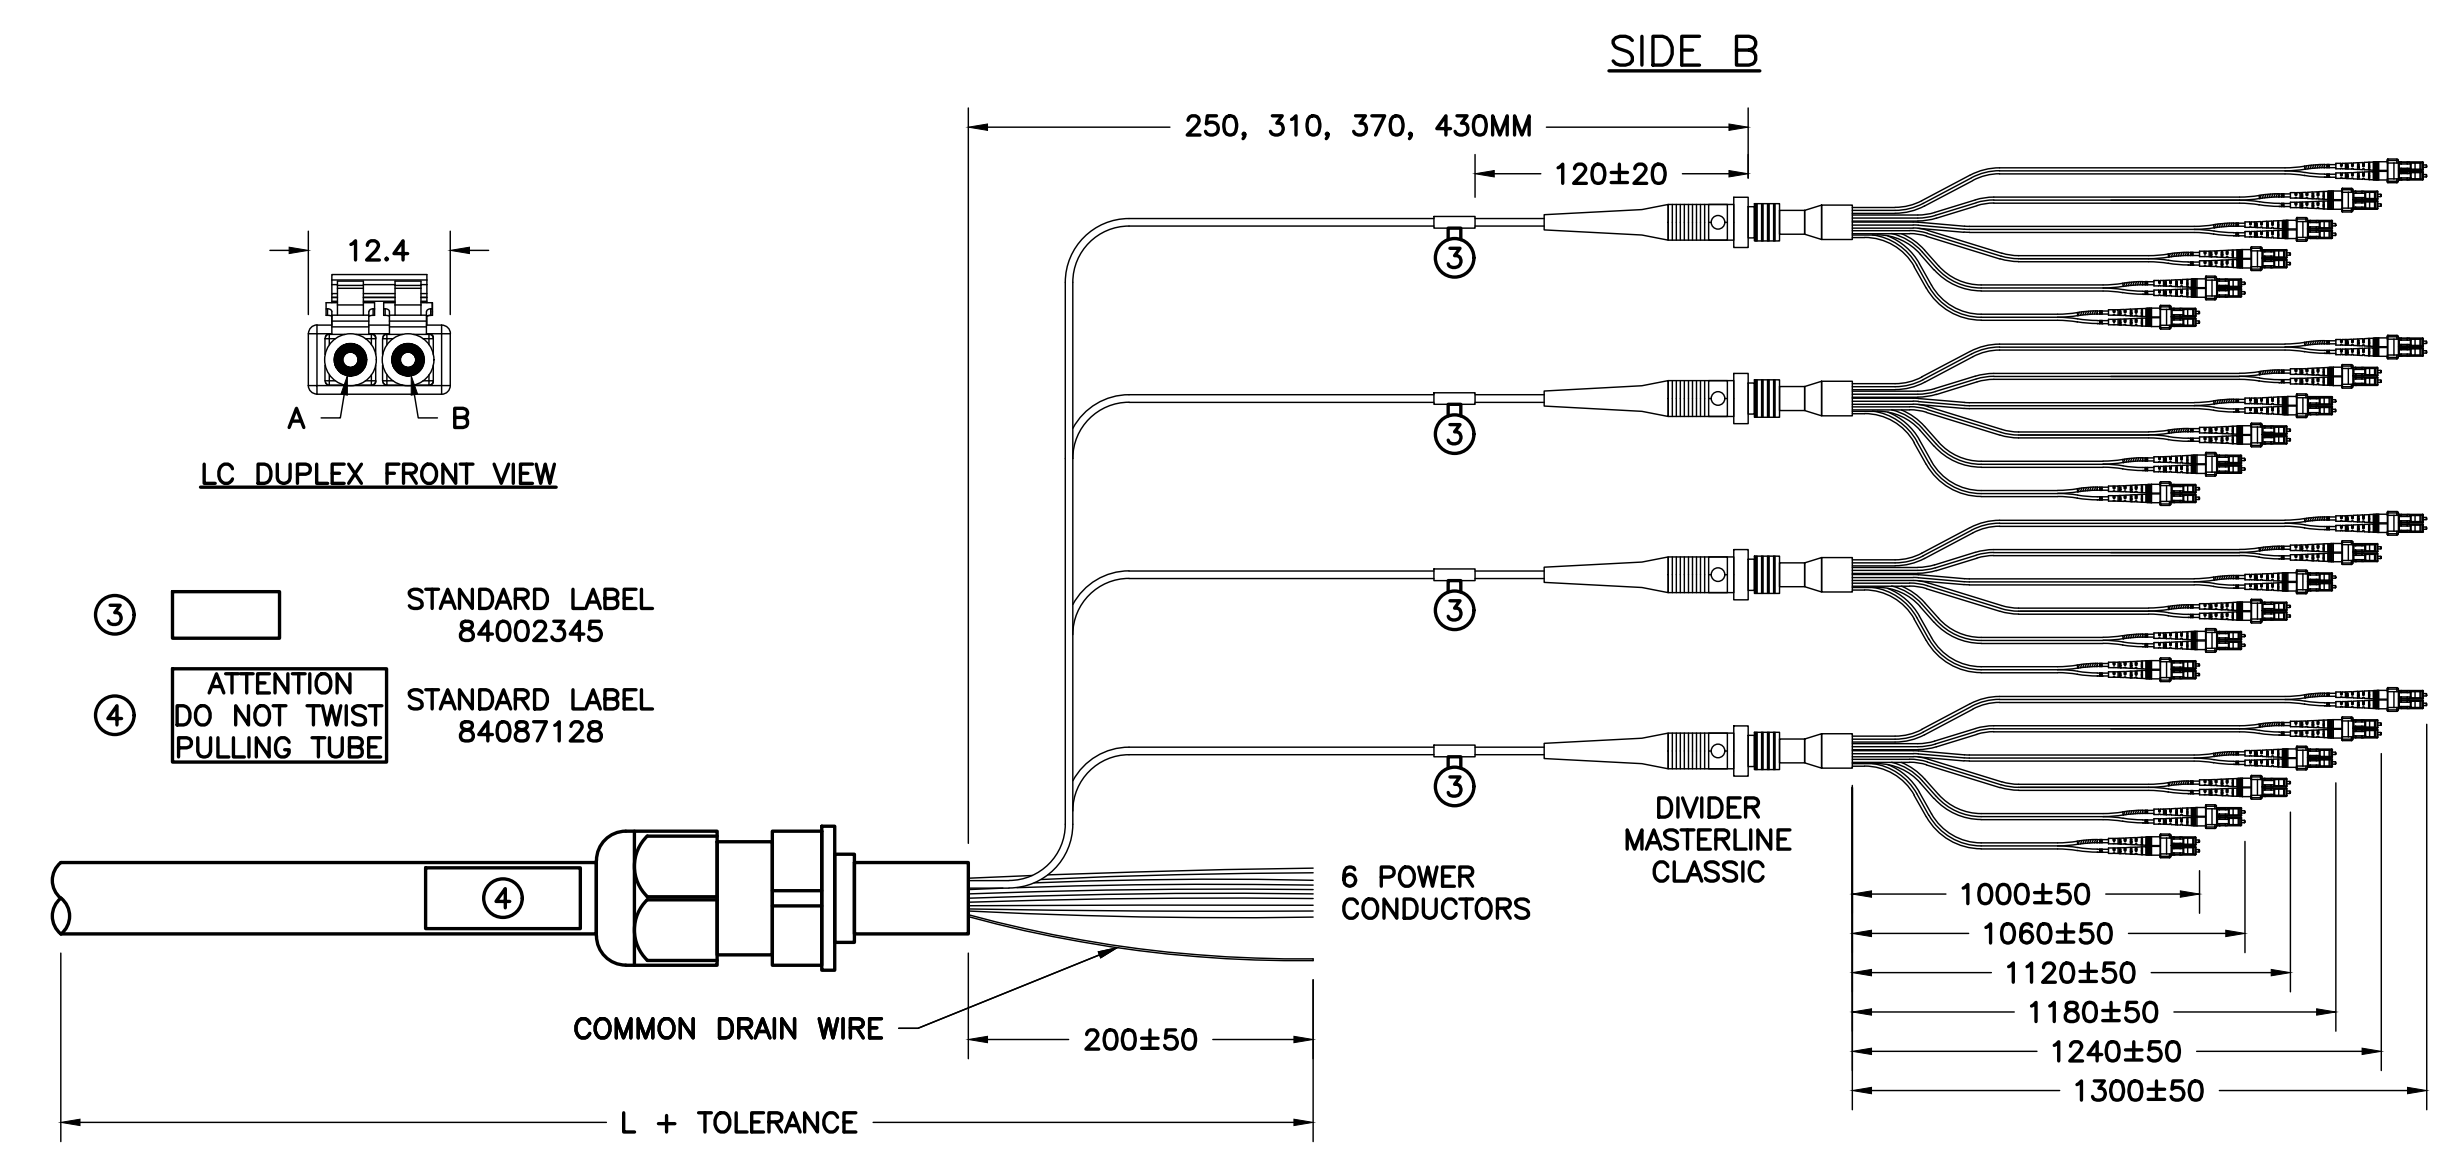 SIDE B
250, 310, 370, 430MM
120±20
12.4
A
B
LC DUPLEX FRONT VIEW
3
3
3
3
3
STANDARD LABEL
84002345
4
ATTENTION
DO NOT TWIST
PULLING TUBE
STANDARD LABEL
84087128
DIVIDER
MASTERLINE
CLASSIC
4
6 POWER
CONDUCTORS
COMMON DRAIN WIRE
200±50
L + TOLERANCE
1000±50
1060±50
1120±50
1180±50
1240±50
1300±50